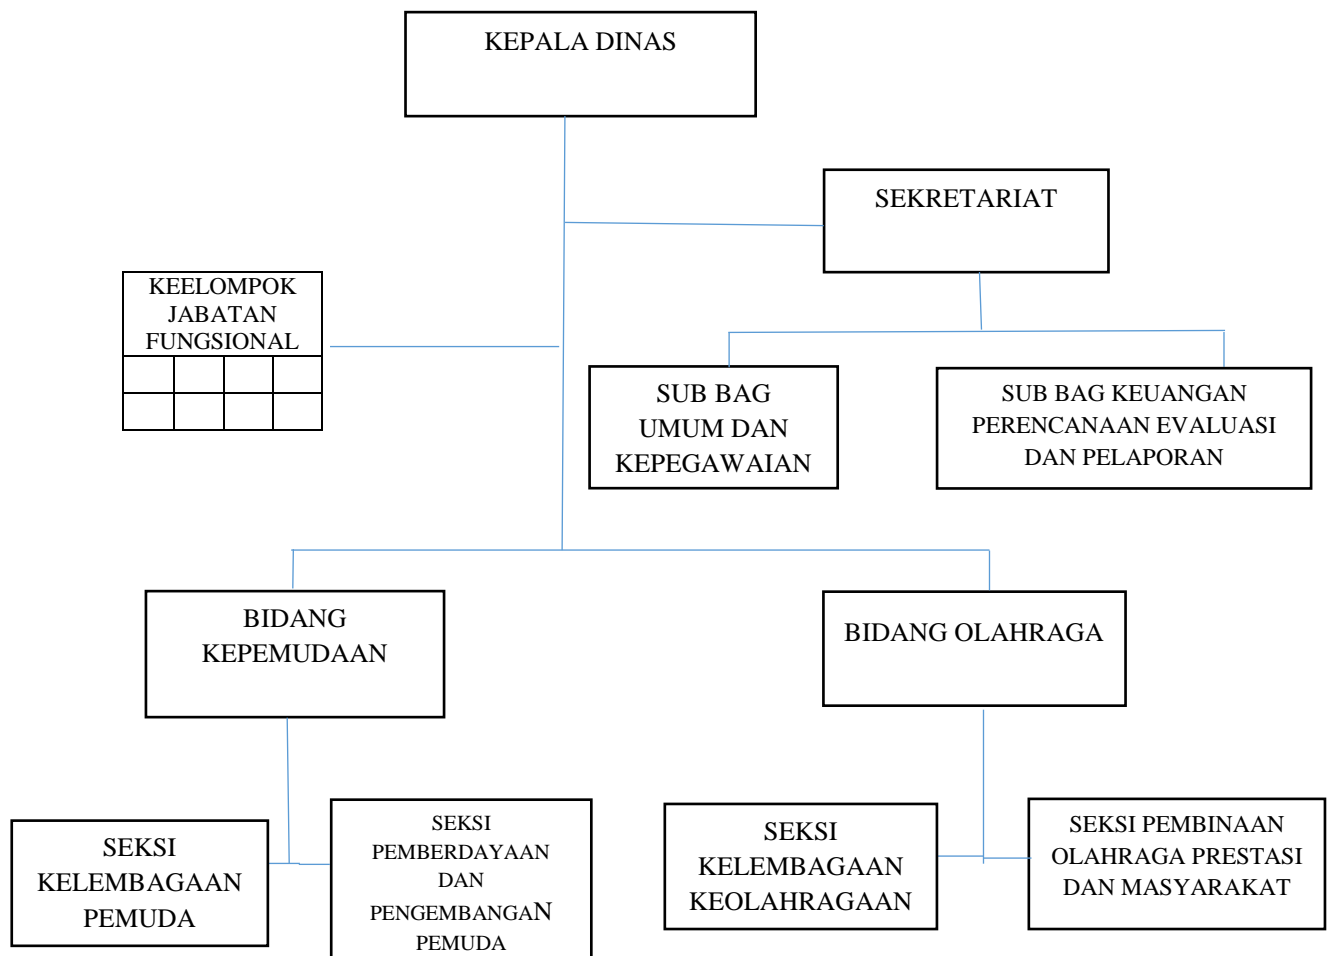 KEPALA DINAS
SEKRETARIAT
KEELOMPOK
JABATAN
FUNGSIONAL
SUB BAG
UMUM DAN
KEPEGAWAIAN
SUB BAG KEUANGAN
PERENCANAAN EVALUASI
DAN PELAPORAN
BIDANG
KEPEMUDAAN
BIDANG OLAHRAGA
SEKSI
KELEMBAGAAN
PEMUDA
SEKSI
PEMBERDAYAAN
DAN
PENGEMBANGAN
PEMUDA
SEKSI
KELEMBAGAAN
KEOLAHRAGAAN
SEKSI PEMBINAAN
OLAHRAGA PRESTASI
DAN MASYARAKAT